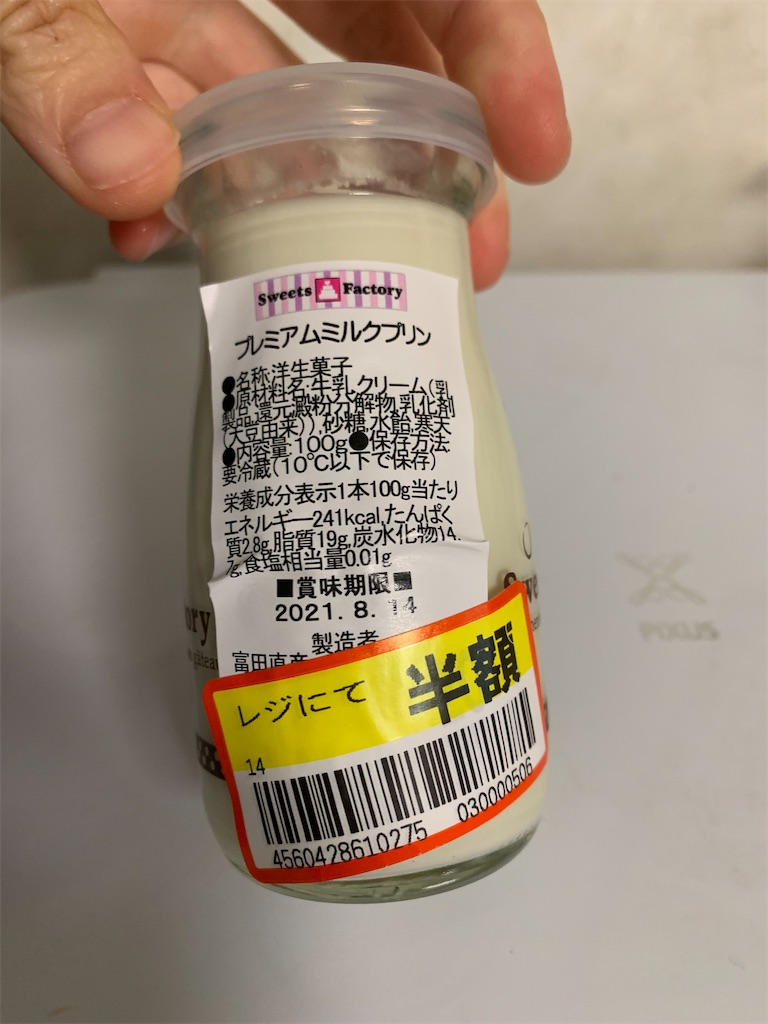 Sweets Factory
プレミアムミルクプリン
●名称:洋生菓子
●原材料名:牛乳クリーム(乳
製品,還元澱粉分解物,乳化剤
(大豆由来)),砂糖,水飴,寒天
●内容量:100g●保存方法:
要冷蔵(10℃以下で保存)
栄養成分表示1本100g当たり
エネルギー241kcal,たんぱく
質2.8g,脂質19g,炭水化物14.
7g,食塩相当量0.01g
■賞味期限■
2021. 8. 14
製造者
富田直産
レジにて 半額
14
4560428610275 030000506
ory
PIXUS